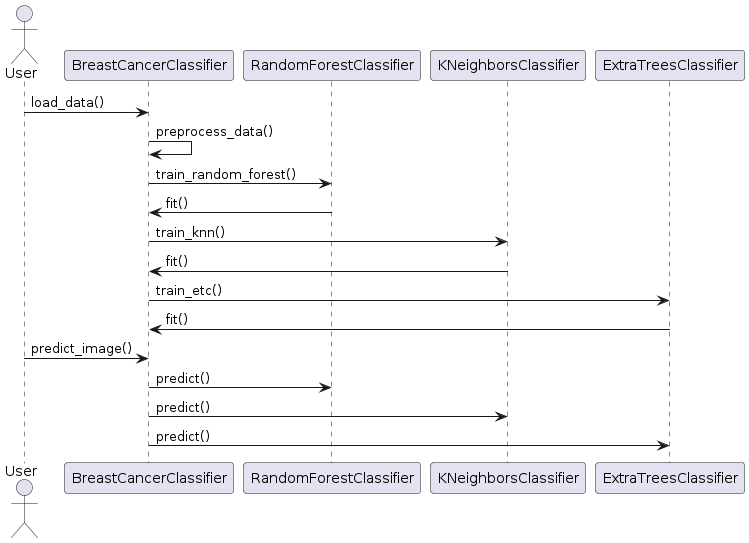 User
BreastCancerClassifier
RandomForestClassifier
KNeighborsClassifier
ExtraTreesClassifier
load_data()
preprocess_data()
train_random_forest()
fit()
train_knn()
fit()
train_etc()
fit()
predict_image()
predict()
predict()
predict()
User
BreastCancerClassifier
RandomForestClassifier
KNeighborsClassifier
ExtraTreesClassifier